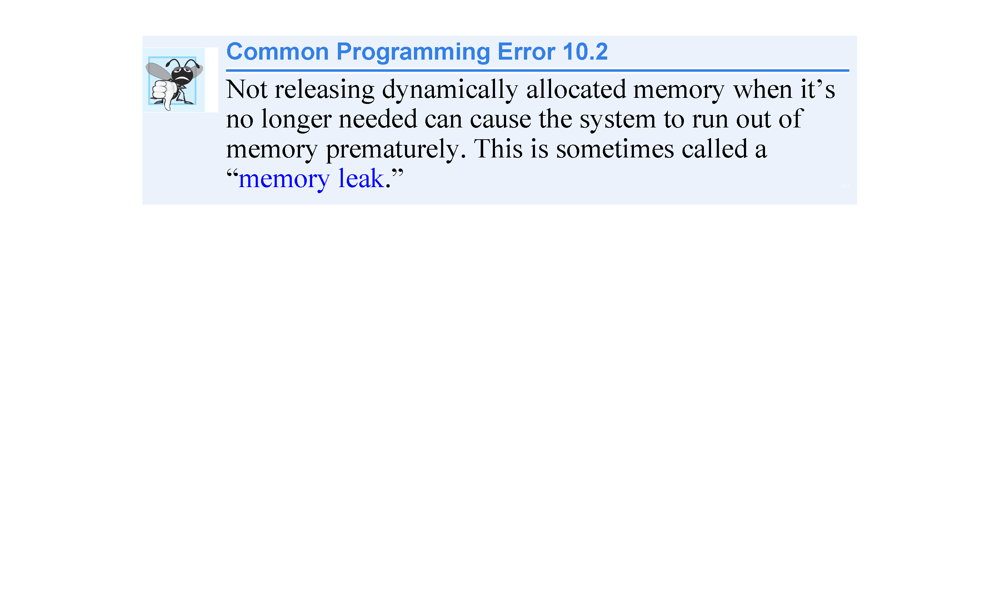 Common Programming Error 10.2
Not releasing dynamically allocated memory when it’s
no longer needed can cause the system to run out of
memory prematurely. This is sometimes called a
“memory leak.”
10.2